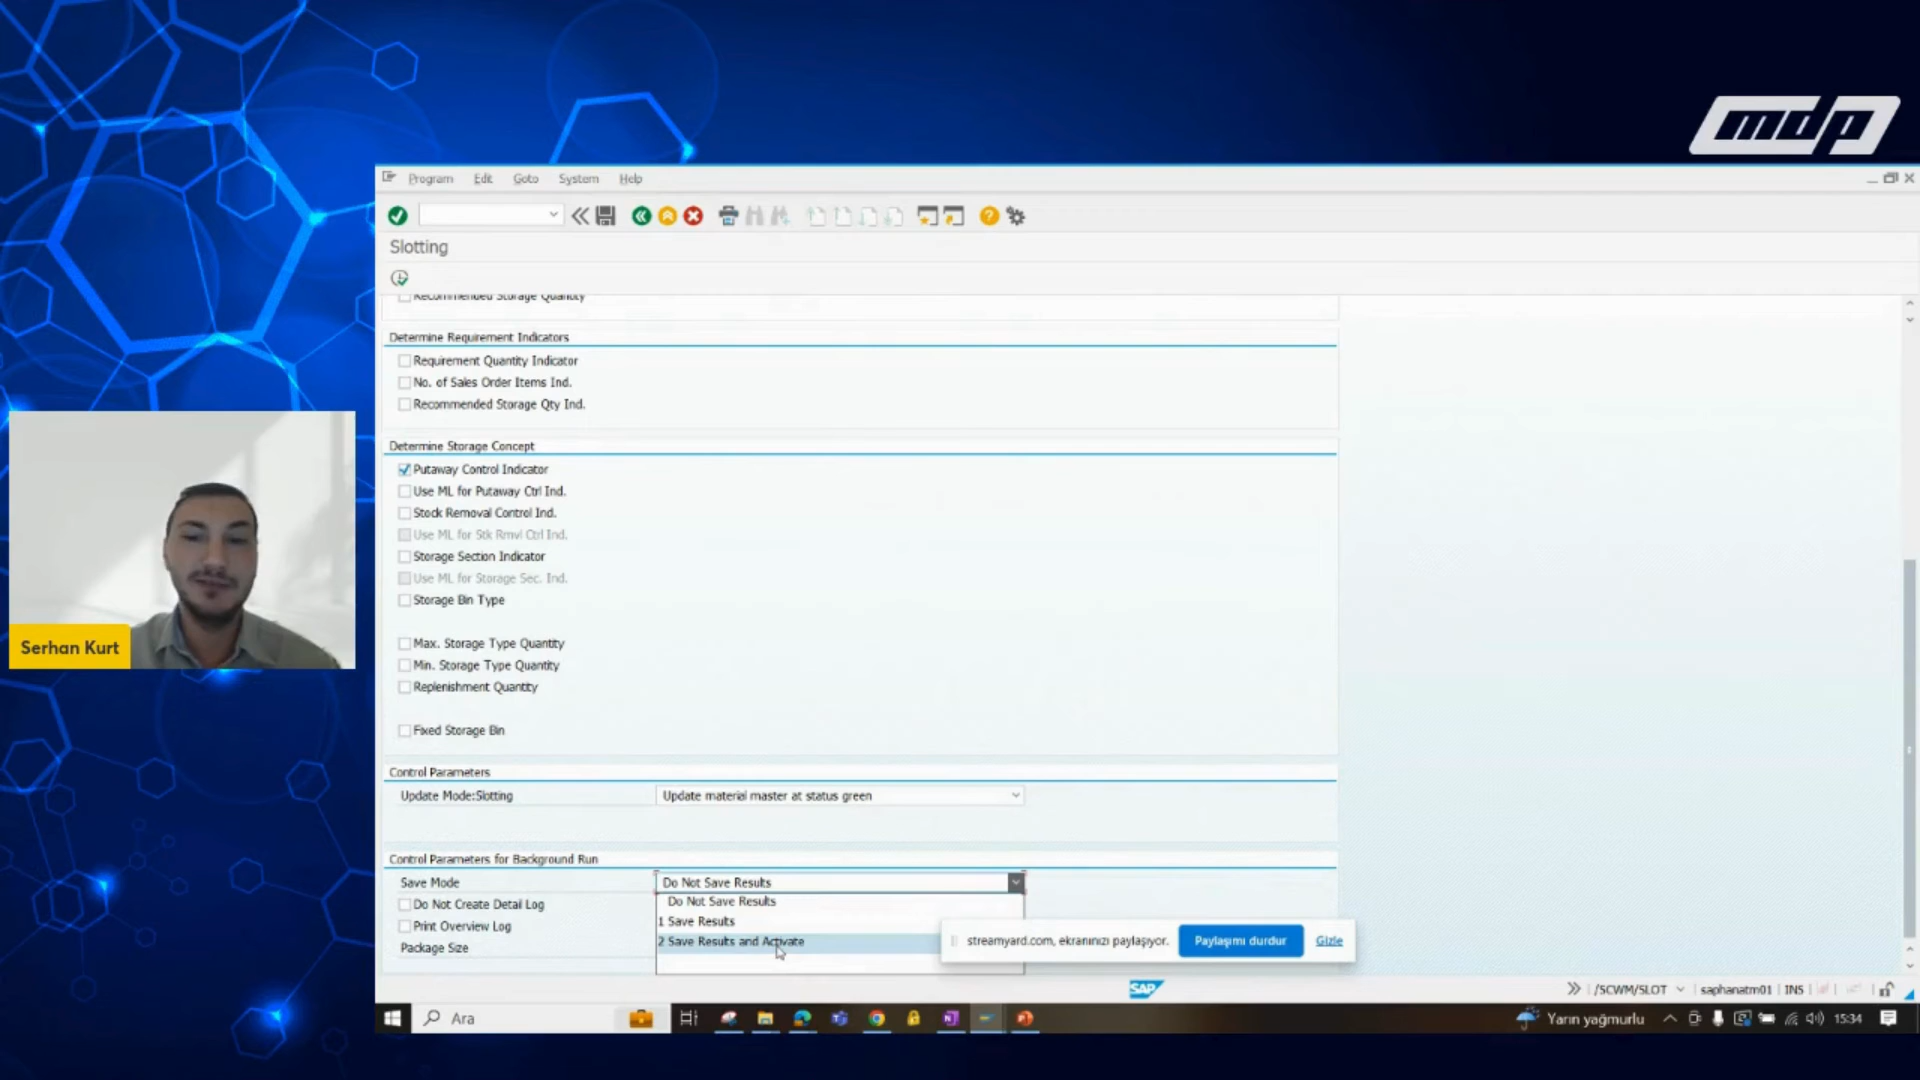 mdp
Program Edit Goto System Help
Slotting
Recommended Storage Quantity
Determine Requirement Indicators
Requirement Quantity Indicator
No. of Sales Order Items Ind.
Recommended Storage Qty Ind.
Determine Storage Concept
Putaway Control Indicator
Use ML for Putaway Ctrl Ind.
Stock Removal Control Ind.
Use ML for Stk Rmvl Ctrl Ind.
Storage Section Indicator
Use ML for Storage Sec. Ind.
Storage Bin Type
Max. Storage Type Quantity
Min. Storage Type Quantity
Replenishment Quantity
Fixed Storage Bin
Control Parameters
Update Mode:Slotting Update material master at status green
Control Parameters for Background Run
Save Mode Do Not Save Results
Do Not Create Detail Log Do Not Save Results
Print Overview Log 1 Save Results
Package Size 2 Save Results and Activate
streamyard.com, ekranınızı paylaşıyor. Paylaşımı durdur Gizle
Serhan Kurt
SAP /SCWM/SLOT saphanatm01 INS
Ara Yarın yağmurlu 15:34